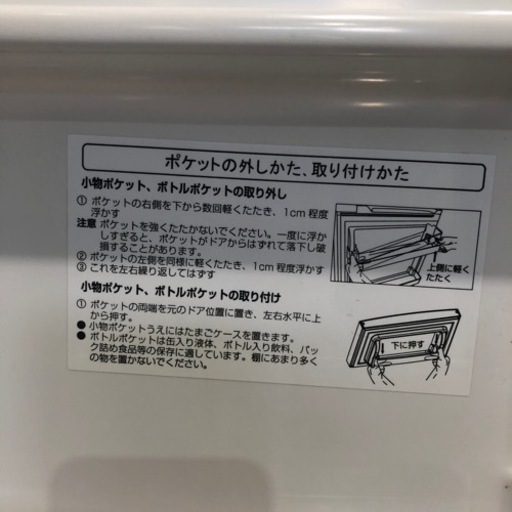 ポケットの外しかた、取り付けかた
小物ポケット、ボトルポケットの取り外し
① ポケットの右側を下から数回軽くたたき、1cm 程度
浮かす
注意 ポケットを強くたたかないでください。一度に浮か
しすぎると、ポケットがドアからはずれて落下し破
損することがあります。
② ポケットの左側を同様に軽くたたき、1cm 程度浮かす
③ これを左右繰り返してはずす
上側に軽く
たたく
小物ポケット、ボトルポケットの取り付け
① ポケットの両端を元のドア位置に置き、左右水平に上
から押す。
● 小物ポケットうえにはたまごケースを置きます。
● ボトルポケットは缶入り液体、ボトル入り飲料、パッ
ク詰め食品等の保存に適しています。棚にあまり多く
の物を置かないでください。
下に押す